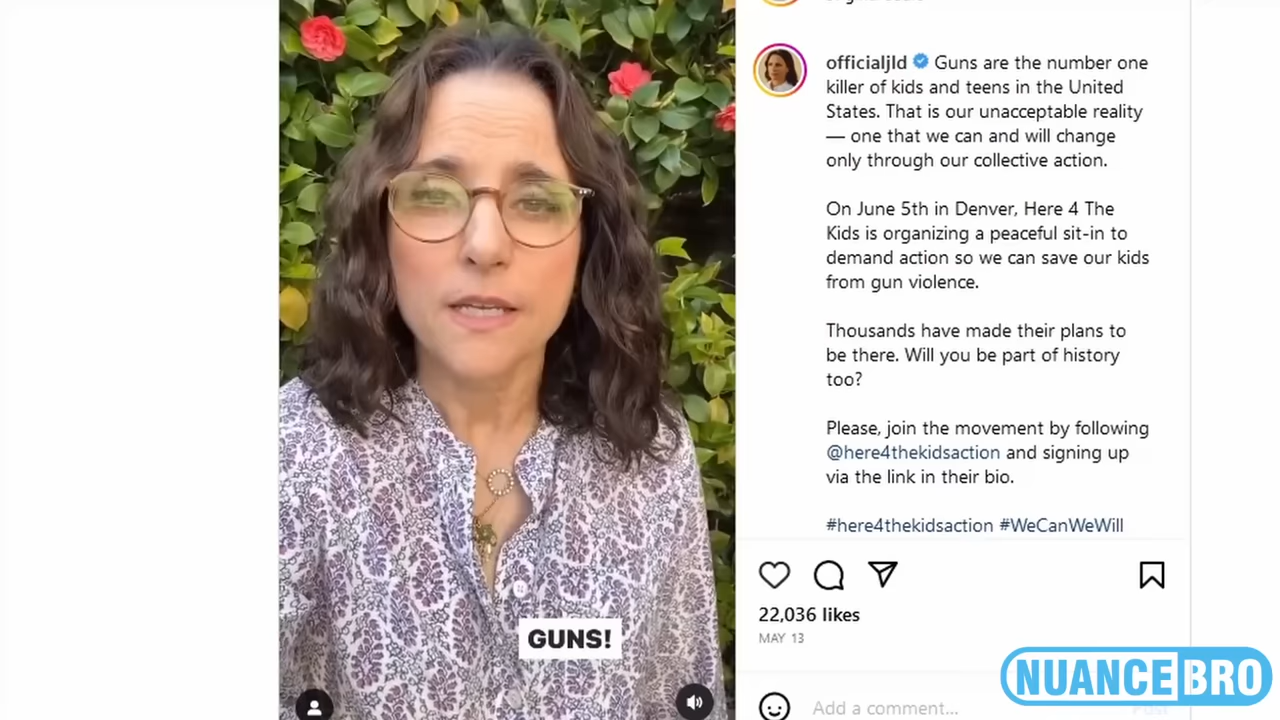 officialjld Guns are the number one
killer of kids and teens in the United
States. That is our unacceptable reality
— one that we can and will change
only through our collective action.
On June 5th in Denver, Here 4 The
Kids is organizing a peaceful sit-in to
demand action so we can save our kids
from gun violence.
Thousands have made their plans to
be there. Will you be part of history
too?
Please, join the movement by following
@here4thekidsaction and signing up
via the link in their bio.
#here4thekidsaction #WeCanWeWill
22,036 likes
MAY 13
Add a comment...
Post
GUNS!
NUANCE BRO